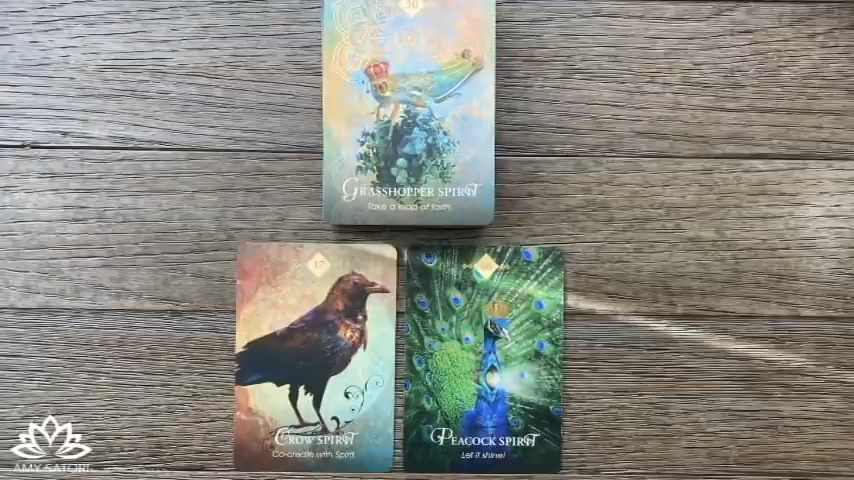 30
GRASSHOPPER SPIRIT
Take a leap of faith.
17
CROW SPIRIT
Co-create with Spirit.
PEACOCK SPIRIT
Let it shine!
AMY SATORI